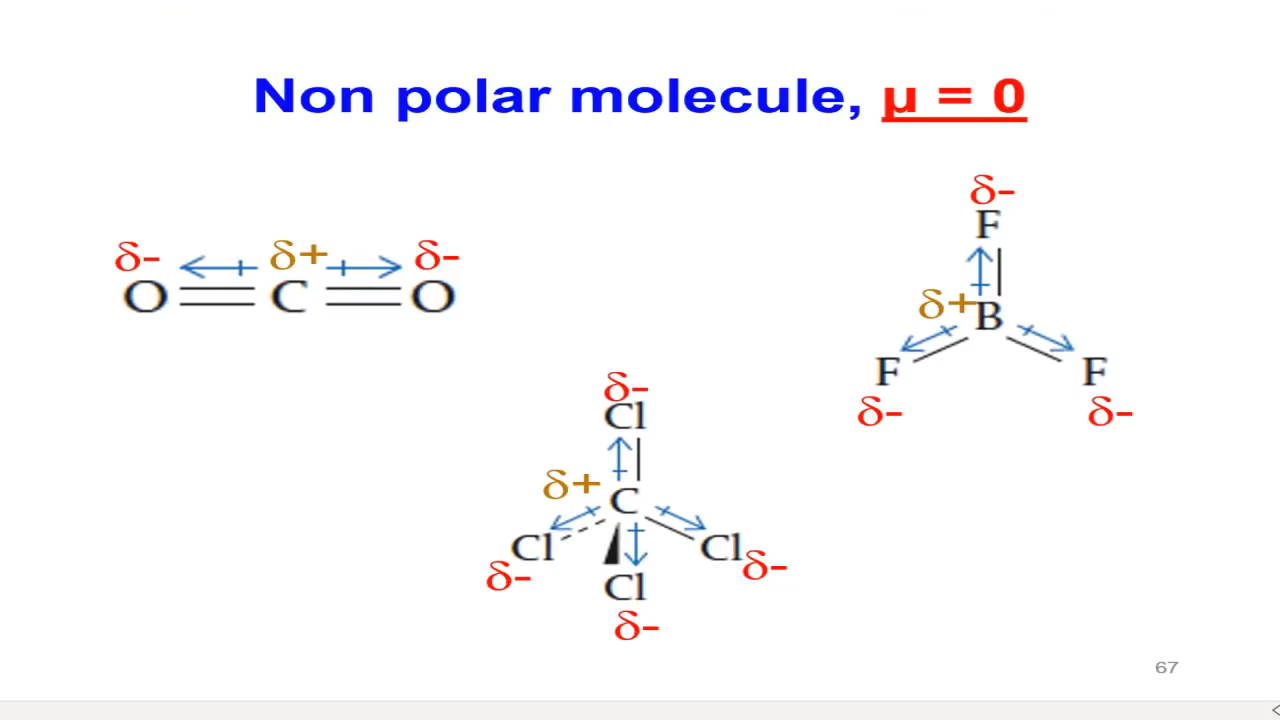 Non polar molecule, μ = 0
δ- δ+ δ-
O C O
δ-
F
δ+ B
F F
δ- δ-
δ-
Cl
δ+ C
Cl Cl
δ- δ-
Cl
δ-
67